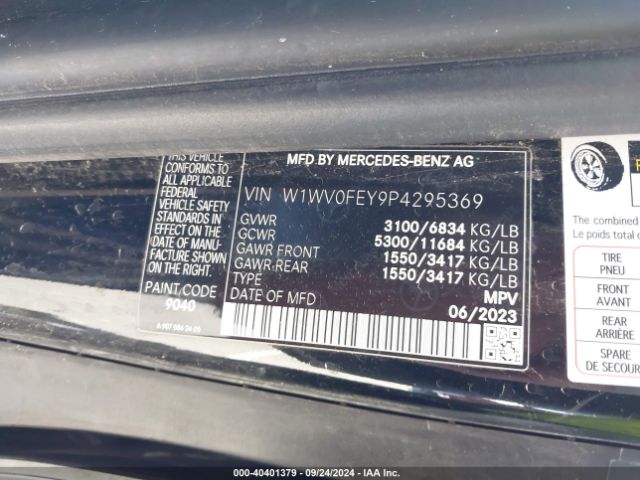 THIS VEHICLE
CONFORMS TO
ALL APPLICABLE
FEDERAL
VEHICLE SAFETY
STANDARDS IN
EFFECT ON THE
DATE OF MANU-
FACTURE SHOWN
ON THE RIGHT.
PAINT CODE
9040
MFD BY MERCEDES-BENZ AG
VIN W1WV0FEY9P4295369
GVWR 3100/6834 KG/LB
GCWR 5300/11684 KG/LB
GAWR FRONT 1550/3417 KG/LB
GAWR REAR 1550/3417 KG/LB
TYPE MPV
DATE OF MFD 06/2023
The combined
Le poids total
TIRE
PNEU
FRONT
AVANT
REAR
ARRIÈRE
SPARE
DE SECOUR
000-40401379 - 09/24/2024 - IAA Inc.